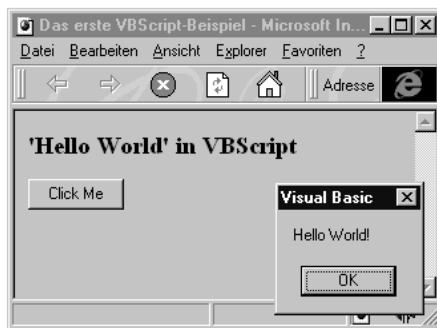 Das erste VBScript-Beispiel - Microsoft In...
Datei Bearbeiten Ansicht Explorer Favoriten ?
Adresse
'Hello World' in VBScript
Click Me
Visual Basic
Hello World!
OK